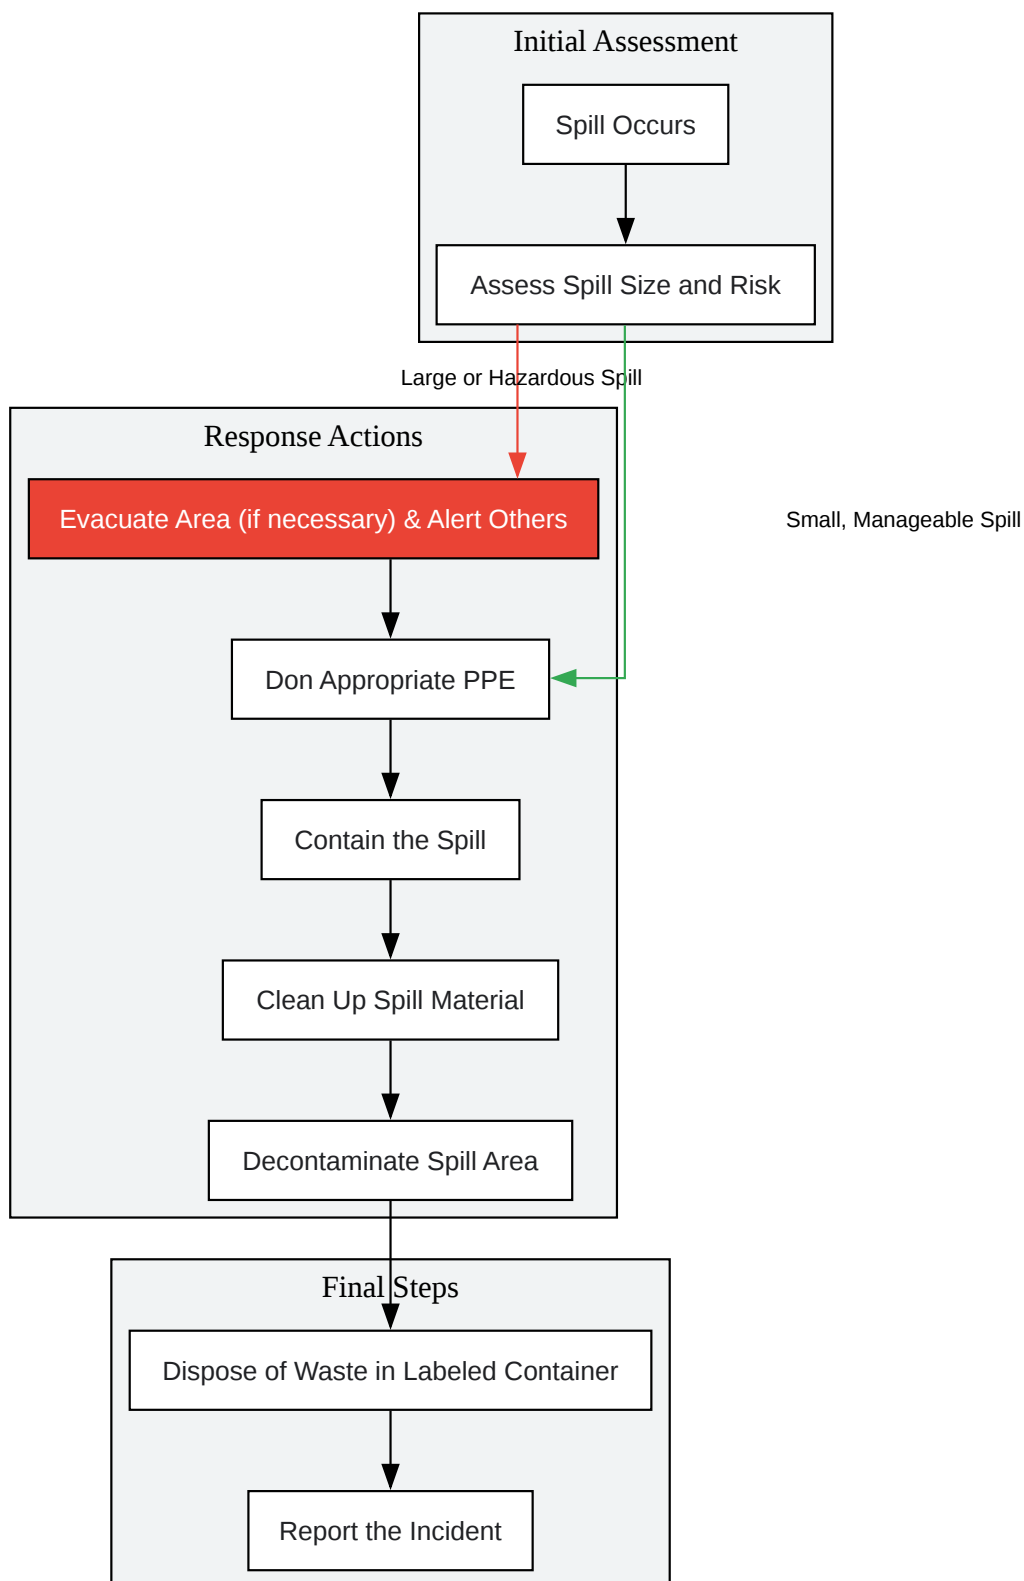 Initial Assessment
Spill Occurs
Assess Spill Size and Risk
Large or Hazardous Spill
Response Actions
Evacuate Area (if necessary) & Alert Others
Small, Manageable Spill
Don Appropriate PPE
Contain the Spill
Clean Up Spill Material
Decontaminate Spill Area
Final Steps
Dispose of Waste in Labeled Container
Report the Incident